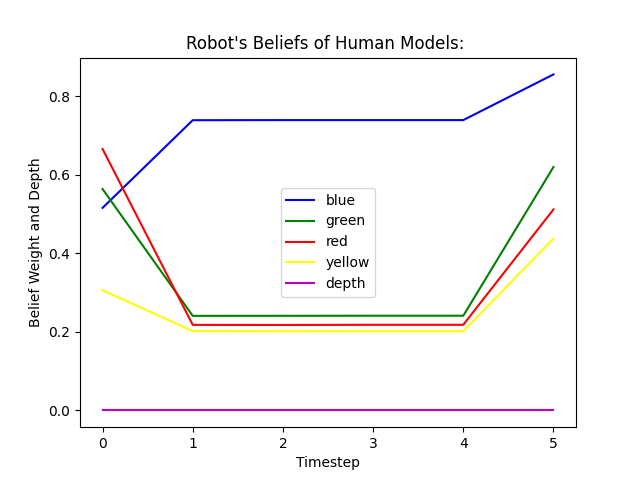 Robot's Beliefs of Human Models:
Belief Weight and Depth
0.8
0.6
0.4
0.2
0.0
blue
green
red
yellow
depth
0 1 2 3 4 5
Timestep